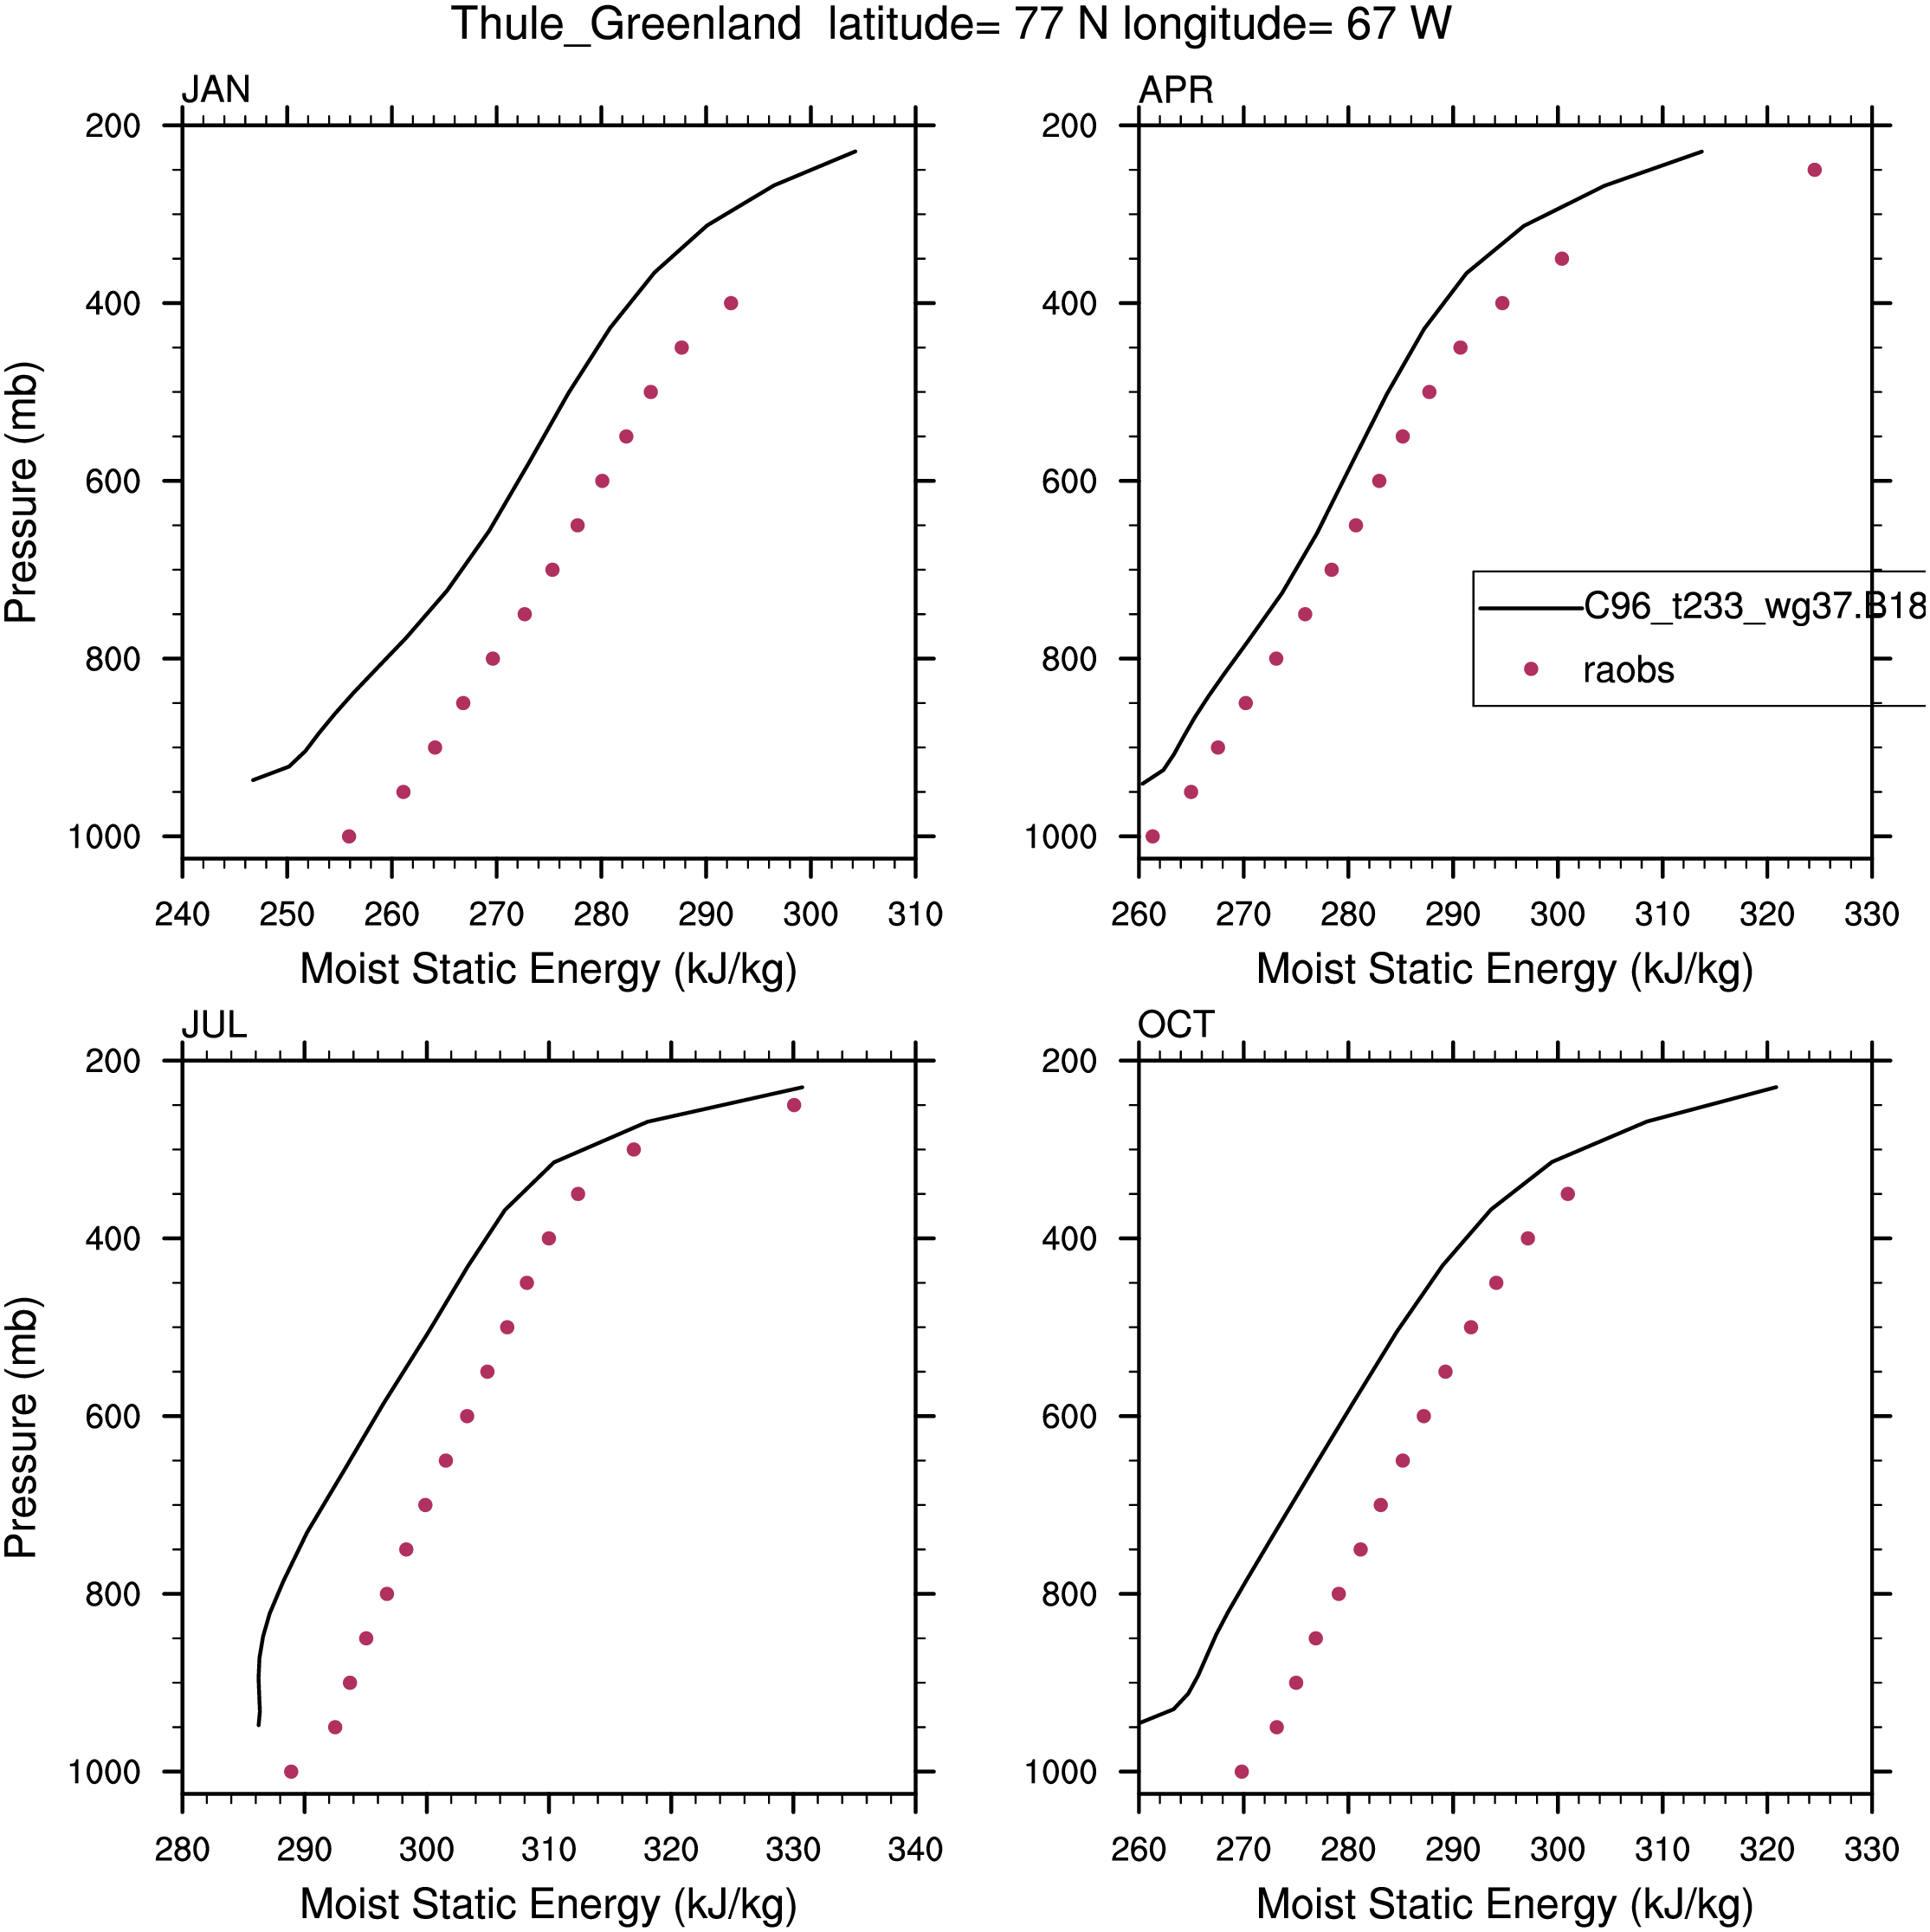 Thule_Greenland latitude= 77 N longitude= 67 W
JAN
200
400
600
800
1000
Pressure (mb)
240 250 260 270 280 290 300 310
Moist Static Energy (kJ/kg)
APR
200
400
600
800
1000
C96_t233_wg37.B18
raobs
260 270 280 290 300 310 320 330
Moist Static Energy (kJ/kg)
JUL
200
400
600
800
1000
Pressure (mb)
280 290 300 310 320 330 340
Moist Static Energy (kJ/kg)
OCT
200
400
600
800
1000
260 270 280 290 300 310 320 330
Moist Static Energy (kJ/kg)